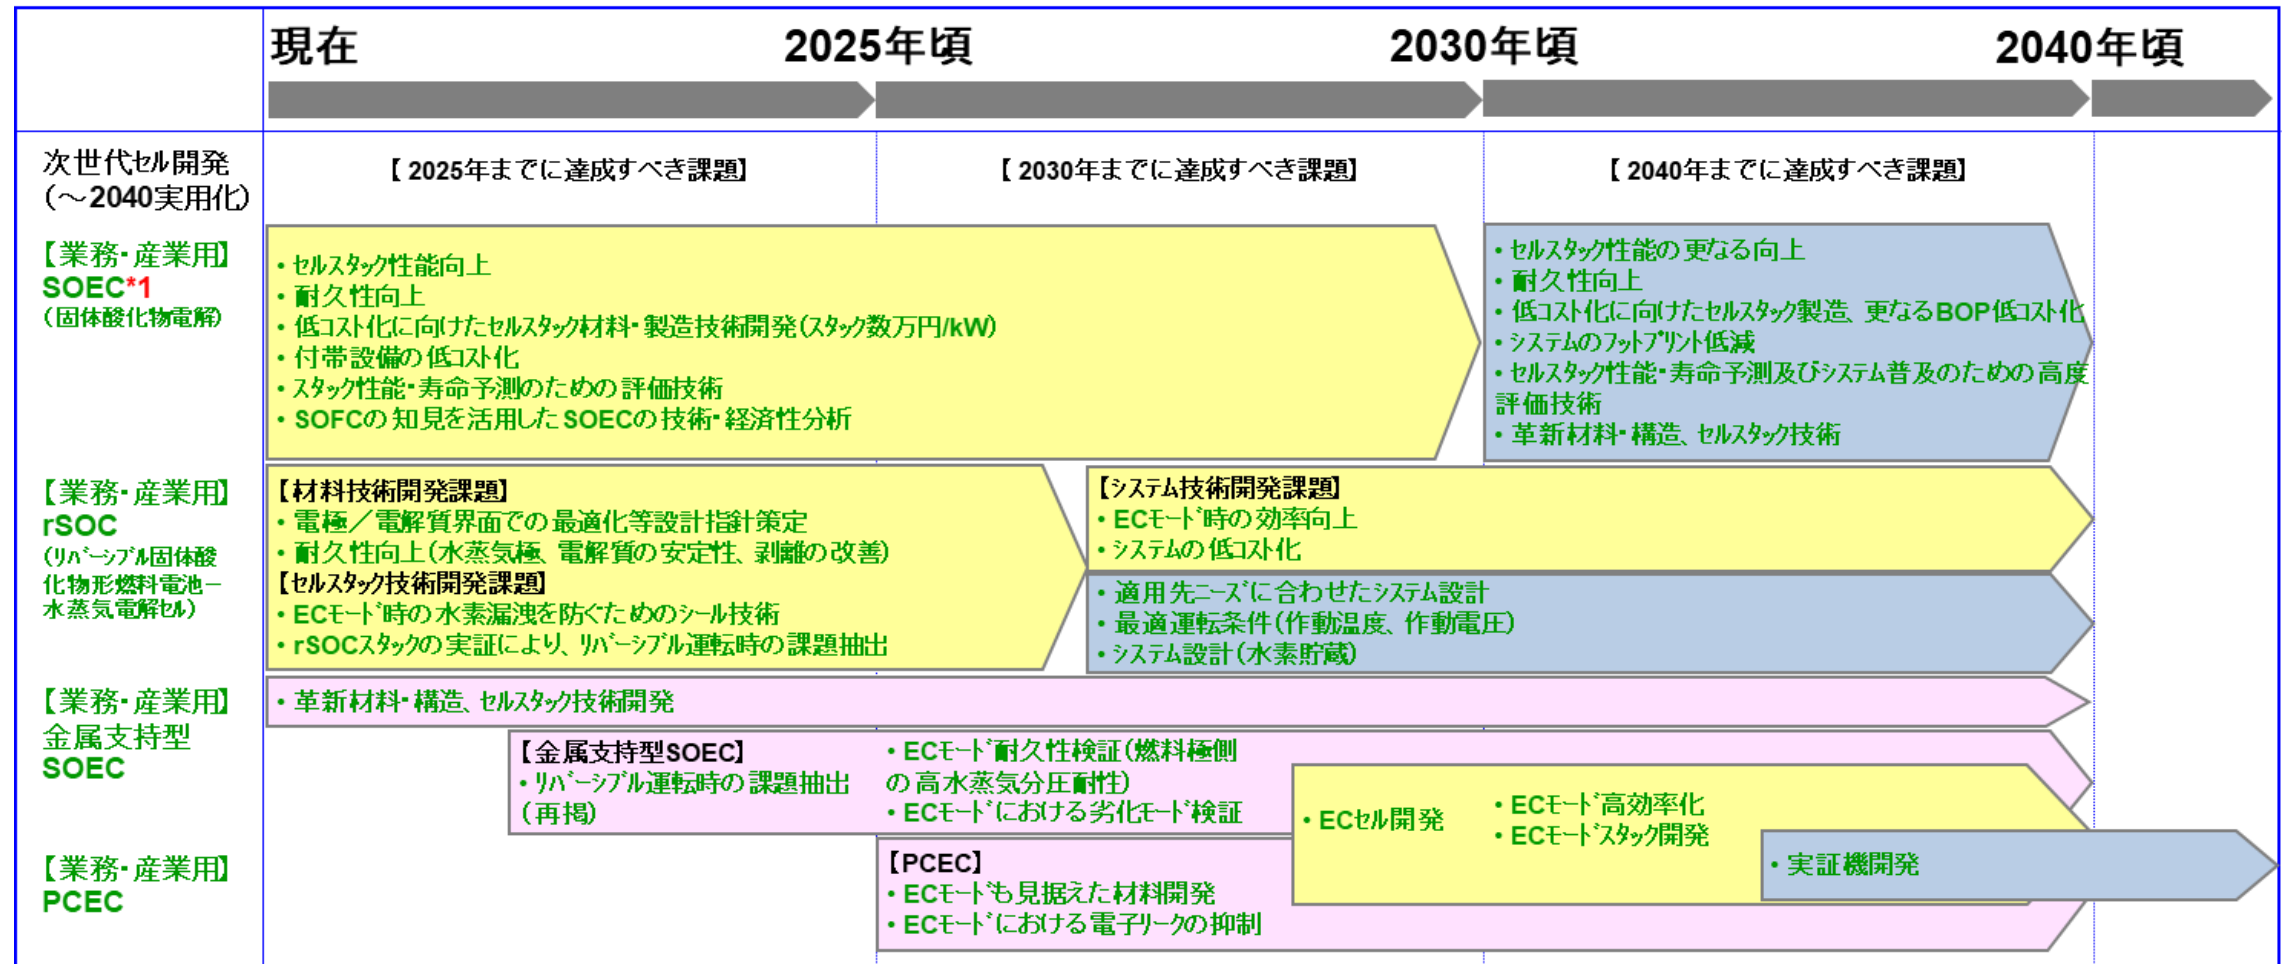 現在
2025年頃
2030年頃
2040年頃
次世代セル開発
(～2040実用化)
【2025年までに達成すべき課題】
【2030年までに達成すべき課題】
【2040年までに達成すべき課題】
【業務・産業用】
SOEC*1
(固体酸化物電解)
・セルスタック性能向上
・耐久性向上
・低コスト化に向けたセルスタック材料・製造技術開発(スタック数万円/kW)
・付帯設備の低コスト化
・スタック性能・寿命予測のための評価技術
・SOFCの知見を活用したSOECの技術・経済性分析
・セルスタック性能の更なる向上
・耐久性向上
・低コスト化に向けたセルスタック製造、更なるBOP低コスト化
・システムのフットプリント低減
・セルスタック性能・寿命予測及びシステム普及のための高度
評価技術
・革新材料・構造、セルスタック技術
【業務・産業用】
rSOC
(リバーシブル固体酸
化物形燃料電池－
水蒸気電解セル)
【材料技術開発課題】
・電極／電解質界面での最適化等設計指針策定
・耐久性向上(水蒸気極、電解質の安定性、剥離の改善)
【セルスタック技術開発課題】
・ECモード時の水素漏洩を防ぐためのシール技術
・rSOCスタックの実証により、リバーシブル運転時の課題抽出
【システム技術開発課題】
・ECモード時の効率向上
・システムの低コスト化
・適用先ニーズに合わせたシステム設計
・最適運転条件(作動温度、作動電圧)
・システム設計(水素貯蔵)
【業務・産業用】
金属支持型
SOEC
・革新材料・構造、セルスタック技術開発
【金属支持型SOEC】
・リバーシブル運転時の課題抽出
(再掲)
・ECモード耐久性検証(燃料極側
の高水蒸気分圧耐性)
・ECモードにおける劣化モード検証
・ECセル開発
・ECモード高効率化
・ECモードスタック開発
・実証機開発
【業務・産業用】
PCEC
【PCEC】
・ECモードも見据えた材料開発
・ECモードにおける電子リークの抑制